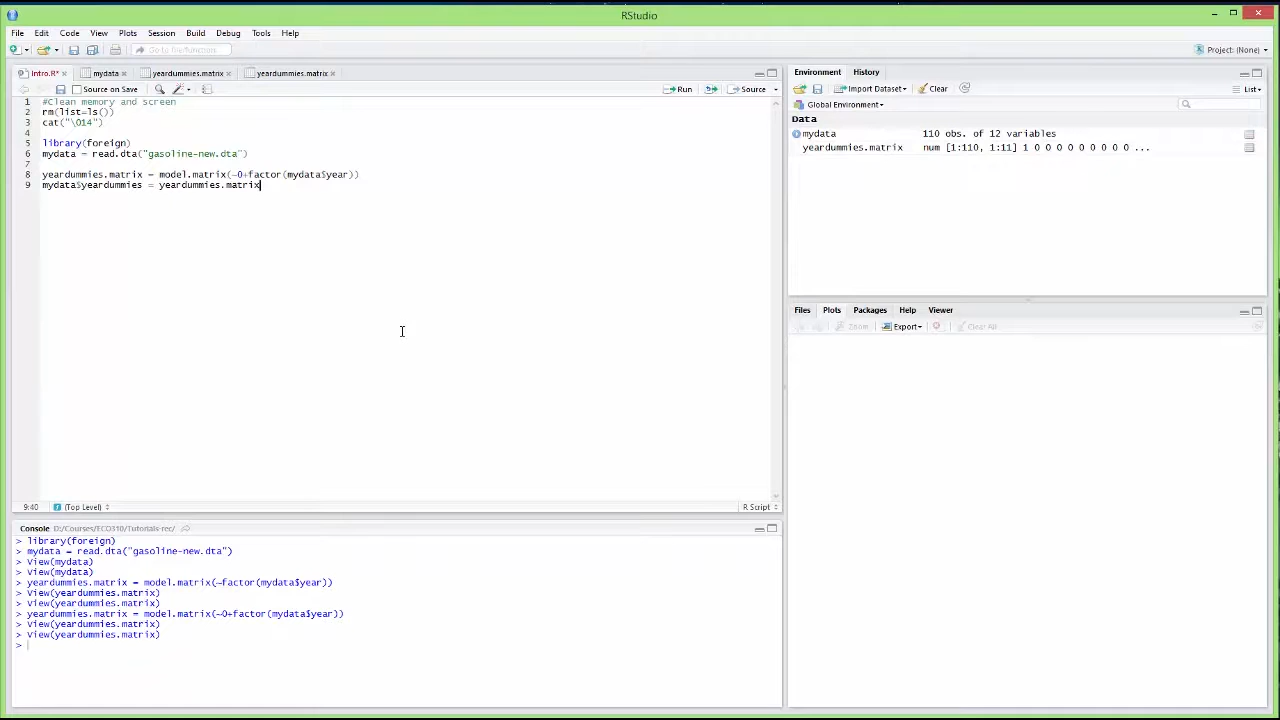 RStudio
File Edit Code View Plots Session Build Debug Tools Help
Go to file/function
Project: (None)
Intro.R* mydata yeardummies.matrix yeardummies.matrix
Source on Save Run Source
1 #Clean memory and screen
2 rm(list=ls())
3 cat("\014")
4
5 library(foreign)
6 mydata = read.dta("gasoline-new.dta")
7
8 yeardummies.matrix = model.matrix(~0+factor(mydata$year))
9 mydata$yeardummies = yeardummies.matrix
9:40 (Top Level) R Script
Console D:/Courses/ECO310/Tutorials-rec/
> library(foreign)
> mydata = read.dta("gasoline-new.dta")
> View(mydata)
> View(mydata)
> yeardummies.matrix = model.matrix(~factor(mydata$year))
> View(yeardummies.matrix)
> View(yeardummies.matrix)
> yeardummies.matrix = model.matrix(~0+factor(mydata$year))
> View(yeardummies.matrix)
> View(yeardummies.matrix)
>
Environment History
Import Dataset Clear List
Global Environment
Data
mydata 110 obs. of 12 variables
yeardummies.matrix num [1:110, 1:11] 1 0 0 0 0 0 0 0 0 0 ...
Files Plots Packages Help Viewer
Zoom Export Clear All